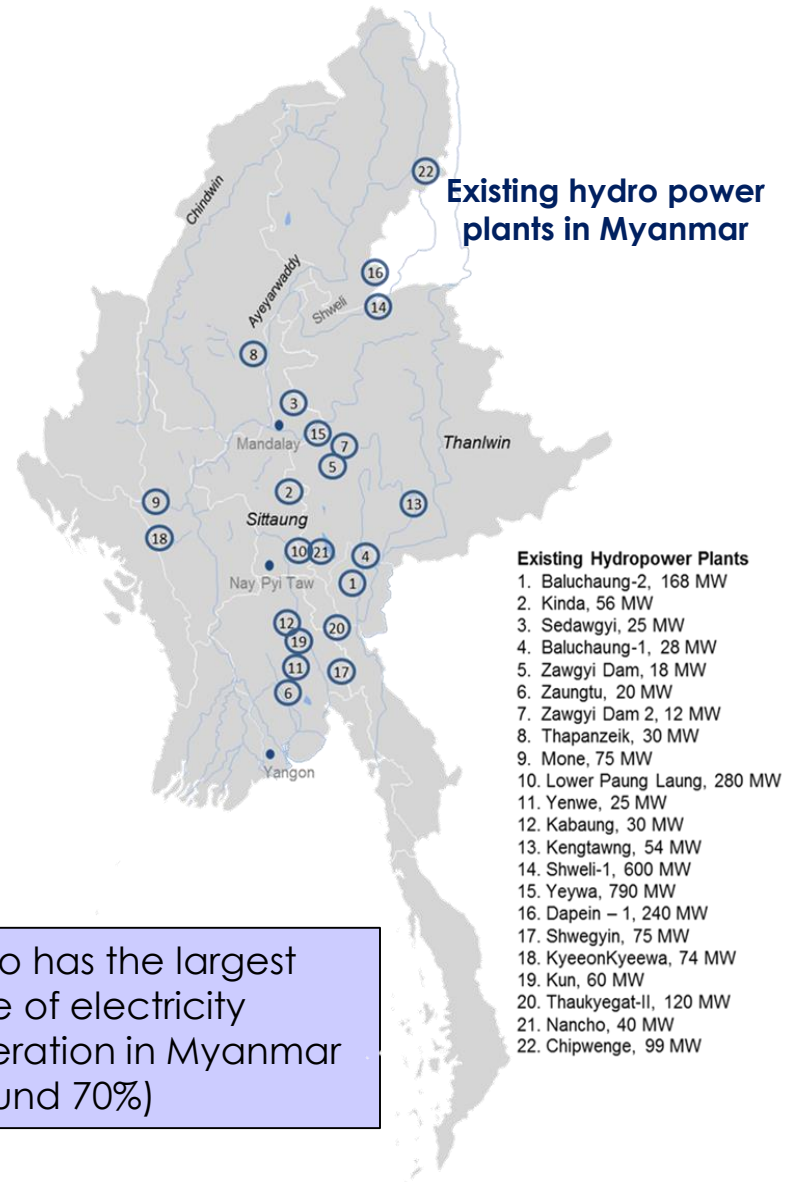 Existing hydro power
plants in Myanmar
Chindwin
Ayeyarwaddy
Shweli
Mandalay
Thanlwin
Sittaung
Nay Pyi Taw
Yangon
22
16
14
8
3
15
7
5
2
13
9
18
10
21
4
1
12
19
20
11
17
6
Existing Hydropower Plants
1. Baluchaung-2, 168 MW
2. Kinda, 56 MW
3. Sedawgyi, 25 MW
4. Baluchaung-1, 28 MW
5. Zawgyi Dam, 18 MW
6. Zaungtu, 20 MW
7. Zawgyi Dam 2, 12 MW
8. Thapanzeik, 30 MW
9. Mone, 75 MW
10. Lower Paung Laung, 280 MW
11. Yenwe, 25 MW
12. Kabaung, 30 MW
13. Kengtawng, 54 MW
14. Shweli-1, 600 MW
15. Yeywa, 790 MW
16. Dapein – 1, 240 MW
17. Shwegyin, 75 MW
18. KyeeonKyeewa, 74 MW
19. Kun, 60 MW
20. Thaukyegat-II, 120 MW
21. Nancho, 40 MW
22. Chipwenge, 99 MW
o has the largest
e of electricity
eration in Myanmar
und 70%)